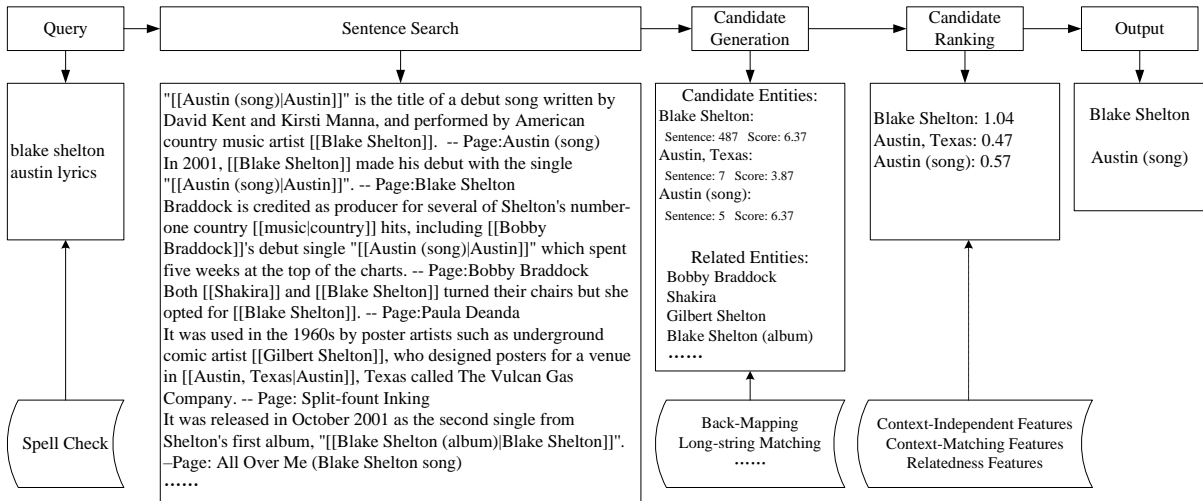 Query
Sentence Search
Candidate
Generation
Candidate
Ranking
Output
blake shelton
austin lyrics
"[[Austin (song)|Austin]]" is the title of a debut song written by
David Kent and Kirsti Manna, and performed by American
country music artist [[Blake Shelton]].  -- Page:Austin (song)
In 2001, [[Blake Shelton]] made his debut with the single
"[[Austin (song)|Austin]]". -- Page:Blake Shelton
Braddock is credited as producer for several of Shelton's number-
one country [[music|country]] hits, including [[Bobby
Braddock]]'s debut single "[[Austin (song)|Austin]]" which spent
five weeks at the top of the charts. -- Page:Bobby Braddock
Both [[Shakira]] and [[Blake Shelton]] turned their chairs but she
opted for [[Blake Shelton]]. -- Page:Paula Deanda
It was used in the 1960s by poster artists such as underground
comic artist [[Gilbert Shelton]], who designed posters for a venue
in [[Austin, Texas|Austin]], Texas called The Vulcan Gas
Company. -- Page: Split-fount Inking
It was released in October 2001 as the second single from
Shelton's first album, "[[Blake Shelton (album)|Blake Shelton]]".
–Page: All Over Me (Blake Shelton song)
……
Candidate Entities:
Blake Shelton:
Sentence: 487   Score: 6.37
Austin, Texas:
Sentence: 7   Score: 3.87
Austin (song):
Sentence: 5   Score: 6.37
Related Entities:
Bobby Braddock
Shakira
Gilbert Shelton
Blake Shelton (album)
……
Blake Shelton: 1.04
Austin, Texas: 0.47
Austin (song): 0.57
Blake Shelton
Austin (song)
Spell Check
Back-Mapping
Long-string Matching
……
Context-Independent Features
Context-Matching Features
Relatedness Features